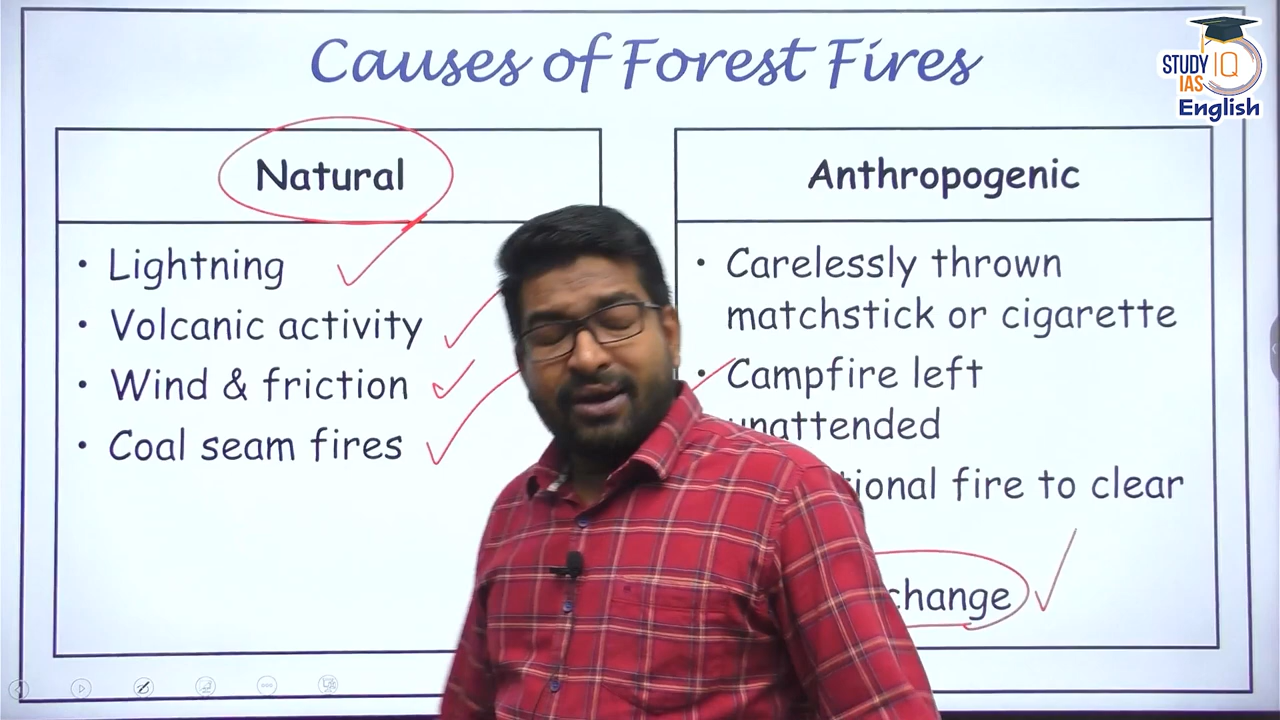 Causes of Forest Fires
STUDY IQ
IAS
English
Natural
• Lightning
• Volcanic activity
• Wind & friction
• Coal seam fires
Anthropogenic
• Carelessly thrown
matchstick or cigarette
• Campfire left
unattended
fire to clear
change